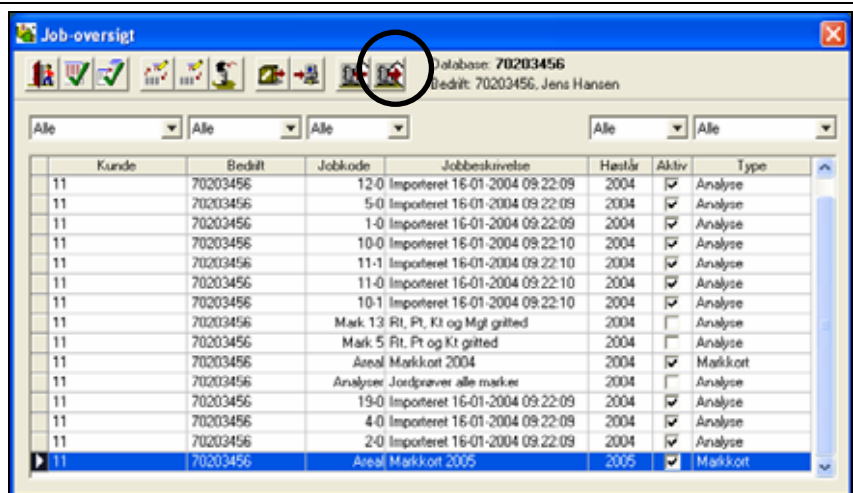 Job-oversigt
Database: 70203456
Bedrift: 70203456, Jens Hansen
Alle Alle Alle Alle Alle
Kunde Bedrift Jobkode Jobbeskrivelse Høstår Aktiv Type
11 70203456 12-0 Importeret 16-01-2004 09:22:09 2004 Analyse
11 70203456 5-0 Importeret 16-01-2004 09:22:09 2004 Analyse
11 70203456 1-0 Importeret 16-01-2004 09:22:09 2004 Analyse
11 70203456 10-0 Importeret 16-01-2004 09:22:10 2004 Analyse
11 70203456 11-1 Importeret 16-01-2004 09:22:10 2004 Analyse
11 70203456 11-0 Importeret 16-01-2004 09:22:10 2004 Analyse
11 70203456 10-1 Importeret 16-01-2004 09:22:10 2004 Analyse
11 70203456 Mark 13 Rt, Pt, Kt og Mgt gritted 2004 Analyse
11 70203456 Mark 5 Rt, Pt og Kt gritted 2004 Analyse
11 70203456 Areal Markkort 2004 2004 Markkort
11 70203456 Analyser Jordprøver alle marker 2004 Analyse
11 70203456 19-0 Importeret 16-01-2004 09:22:09 2004 Analyse
11 70203456 4-0 Importeret 16-01-2004 09:22:09 2004 Analyse
11 70203456 2-0 Importeret 16-01-2004 09:22:09 2004 Analyse
11 70203456 Areal Markkort 2005 2005 Markkort